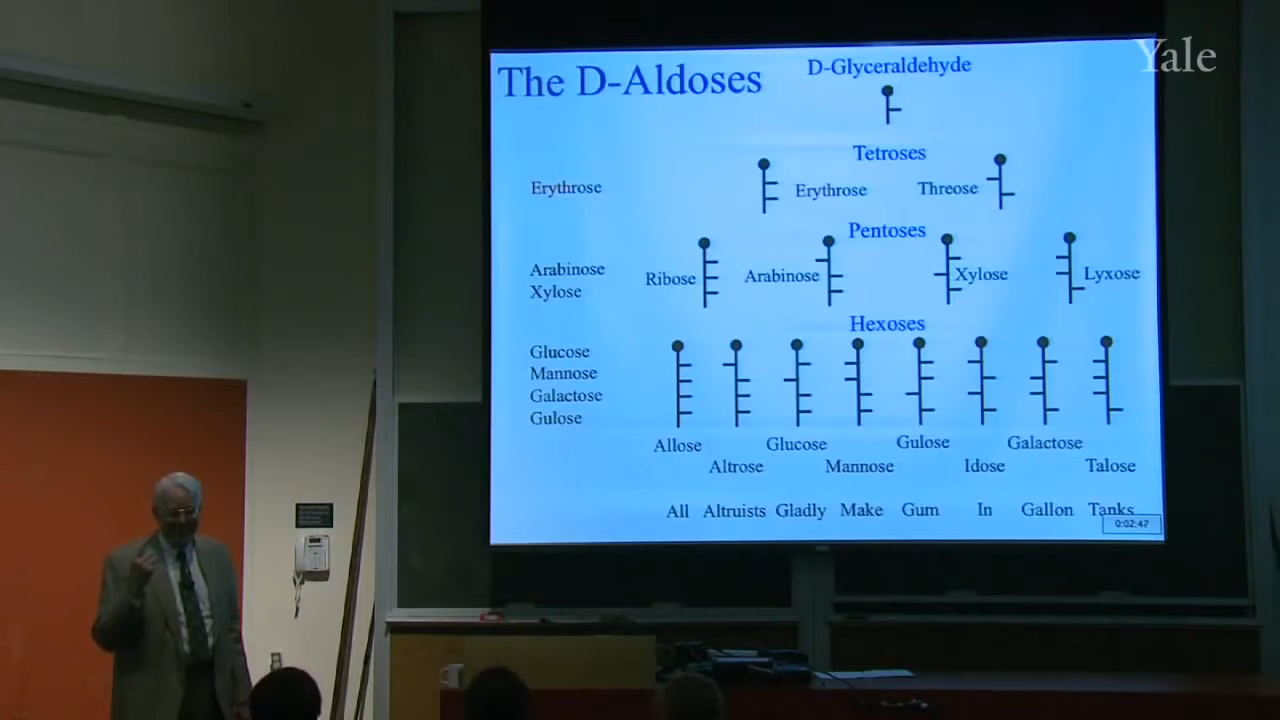 Yale
The D-Aldoses
D-Glyceraldehyde
Tetroses
Erythrose
Erythrose
Threose
Pentoses
Arabinose
Xylose
Ribose
Arabinose
Xylose
Lyxose
Hexoses
Glucose
Mannose
Galactose
Gulose
Allose
Altrose
Glucose
Mannose
Gulose
Idose
Galactose
Talose
All Altruists Gladly Make Gum In Gallon Tanks
0:02:47